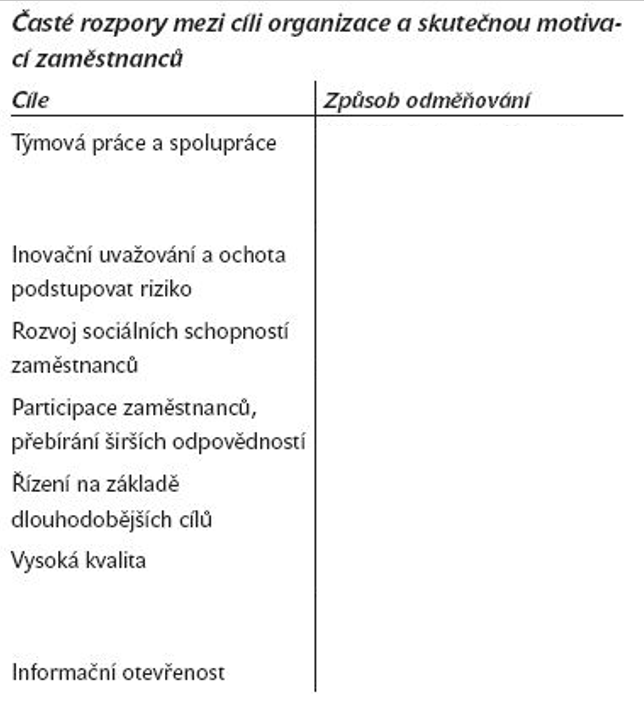 Časté rozpory mezi cíli organizace a skutečnou motiva-
cí zaměstnanců
Cíle Způsob odměňování
Týmová práce a spolupráce
Inovační uvažování a ochota
podstupovat riziko
Rozvoj sociálních schopností
zaměstnanců
Participace zaměstnanců,
přebírání širších odpovědností
Řízení na základě
dlouhodobějších cílů
Vysoká kvalita
Informační otevřenost